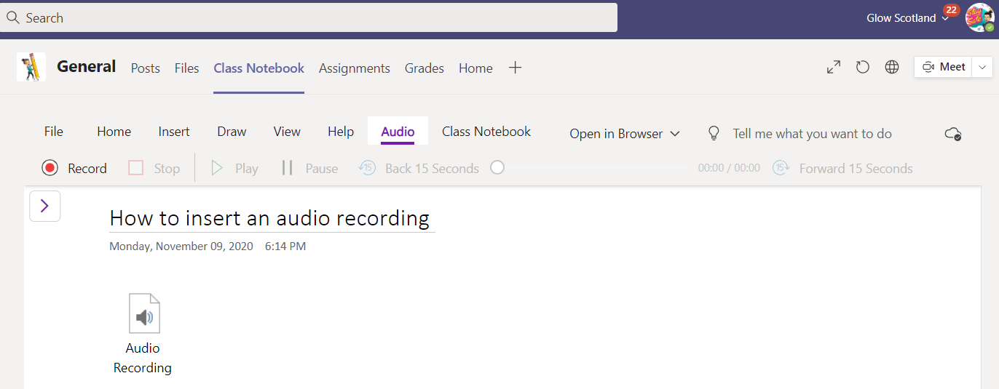 Search
Glow Scotland
22
General Posts Files Class Notebook Assignments Grades Home
Meet
File Home Insert Draw View Help Audio Class Notebook Open in Browser Tell me what you want to do
Record Stop Play Pause 15 Back 15 Seconds 00:00 / 00:00 15 Forward 15 Seconds
How to insert an audio recording
Monday, November 09, 2020 6:14 PM
Audio
Recording